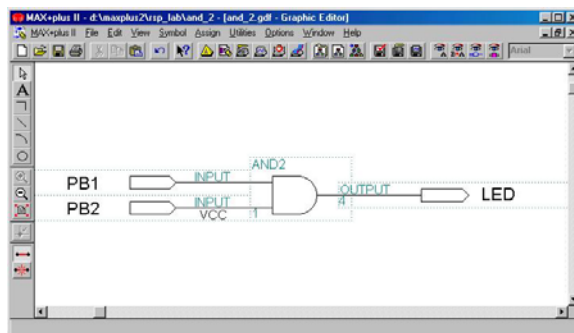 MAX+plus II - d:\maxplus2\rsp_lab\and_2 - [and_2.gdf - Graphic Editor]
MAX+plus II File Edit View Symbol Assign Utilities Options Window Help
Arial
A
AND2
PB1 INPUT
OUTPUT LED
PB2 INPUT
VCC 1 4